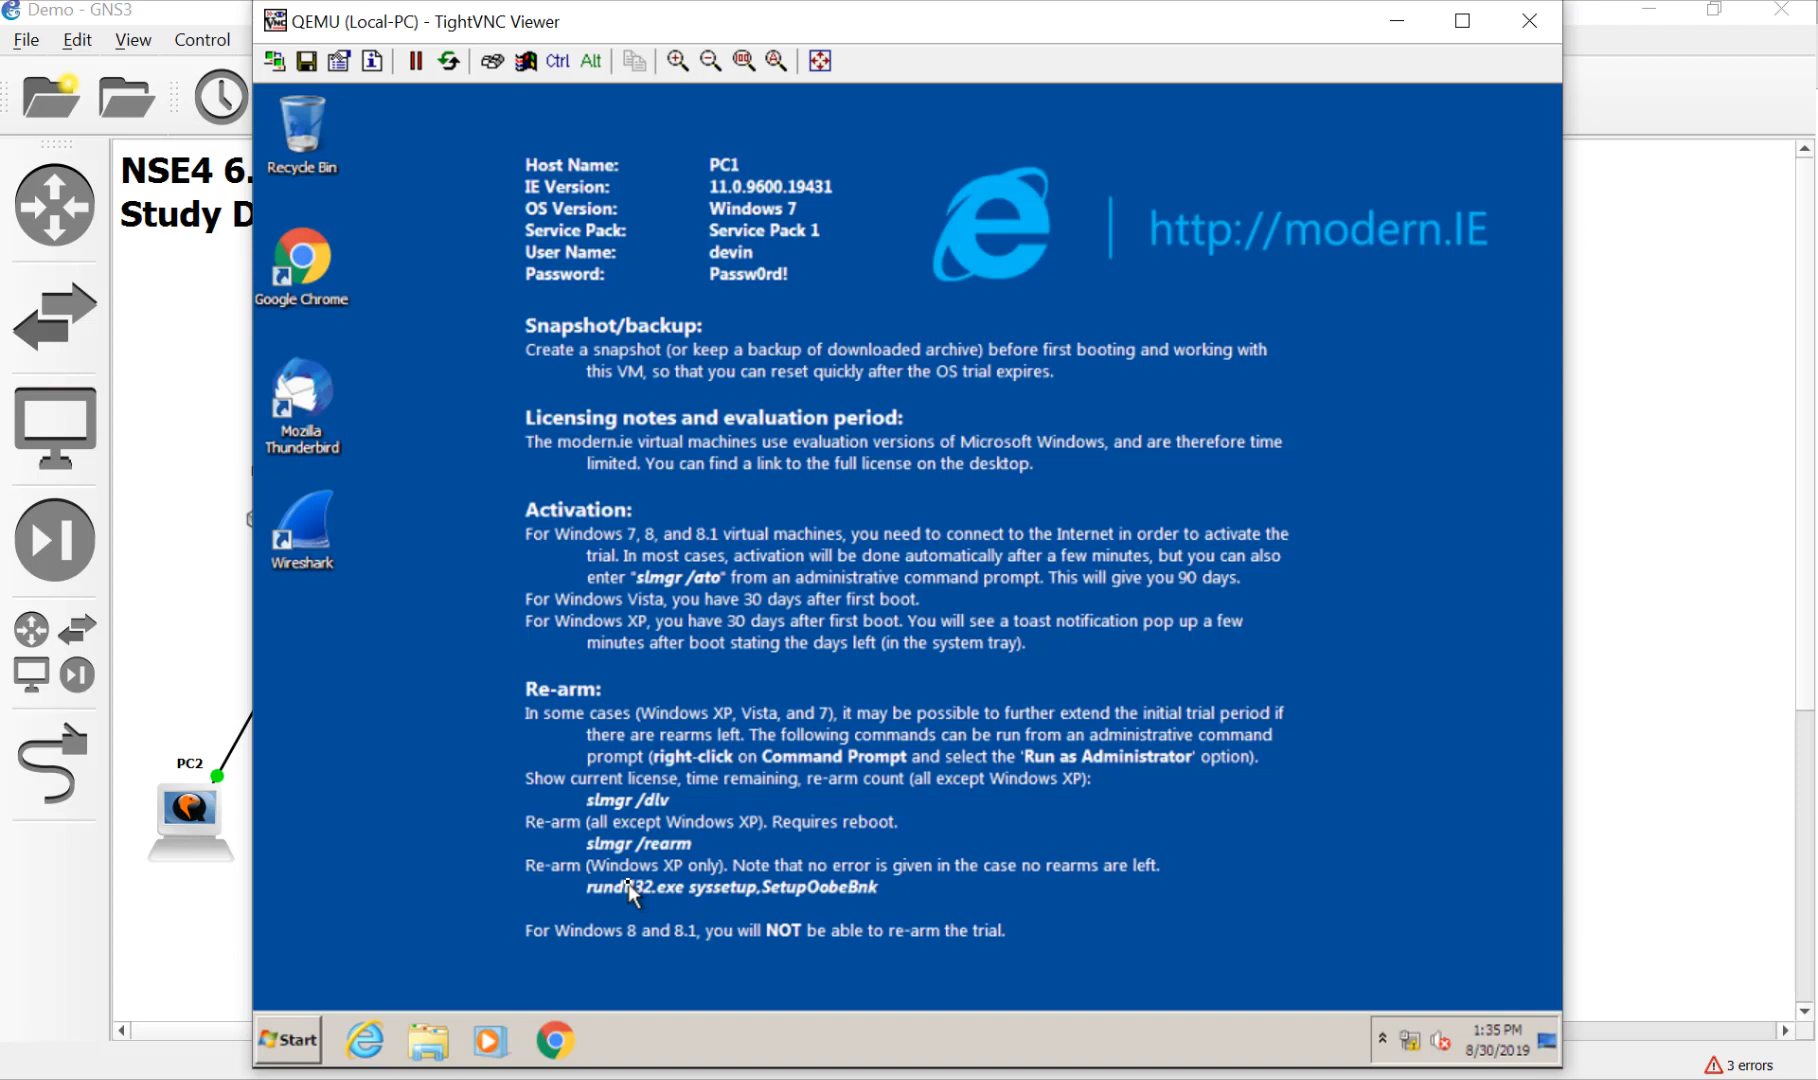 Demo - GNS3
QEMU (Local-PC) - TightVNC Viewer
File Edit View Control
Ctrl Alt
NSE4 6.
Study D
Recycle Bin
Google Chrome
Mozilla
Thunderbird
Wireshark
Host Name: PC1
IE Version: 11.0.9600.19431
OS Version: Windows 7
Service Pack: Service Pack 1
User Name: devin
Password: Passw0rd!
http://modern.IE
Snapshot/backup:
Create a snapshot (or keep a backup of downloaded archive) before first booting and working with
this VM, so that you can reset quickly after the OS trial expires.
Licensing notes and evaluation period:
The modern.ie virtual machines use evaluation versions of Microsoft Windows, and are therefore time
limited. You can find a link to the full license on the desktop.
Activation:
For Windows 7, 8, and 8.1 virtual machines, you need to connect to the Internet in order to activate the
trial. In most cases, activation will be done automatically after a few minutes, but you can also
enter "slmgr /ato" from an administrative command prompt. This will give you 90 days.
For Windows Vista, you have 30 days after first boot.
For Windows XP, you have 30 days after first boot. You will see a toast notification pop up a few
minutes after boot stating the days left (in the system tray).
Re-arm:
In some cases (Windows XP, Vista, and 7), it may be possible to further extend the initial trial period if
there are rearms left. The following commands can be run from an administrative command
prompt (right-click on Command Prompt and select the 'Run as Administrator' option).
Show current license, time remaining, re-arm count (all except Windows XP):
slmgr /dlv
Re-arm (all except Windows XP). Requires reboot.
slmgr /rearm
Re-arm (Windows XP only). Note that no error is given in the case no rearms are left.
rundll32.exe syssetup,SetupOobeBnk
For Windows 8 and 8.1, you will NOT be able to re-arm the trial.
PC2
Start
1:35 PM
8/30/2019
3 errors